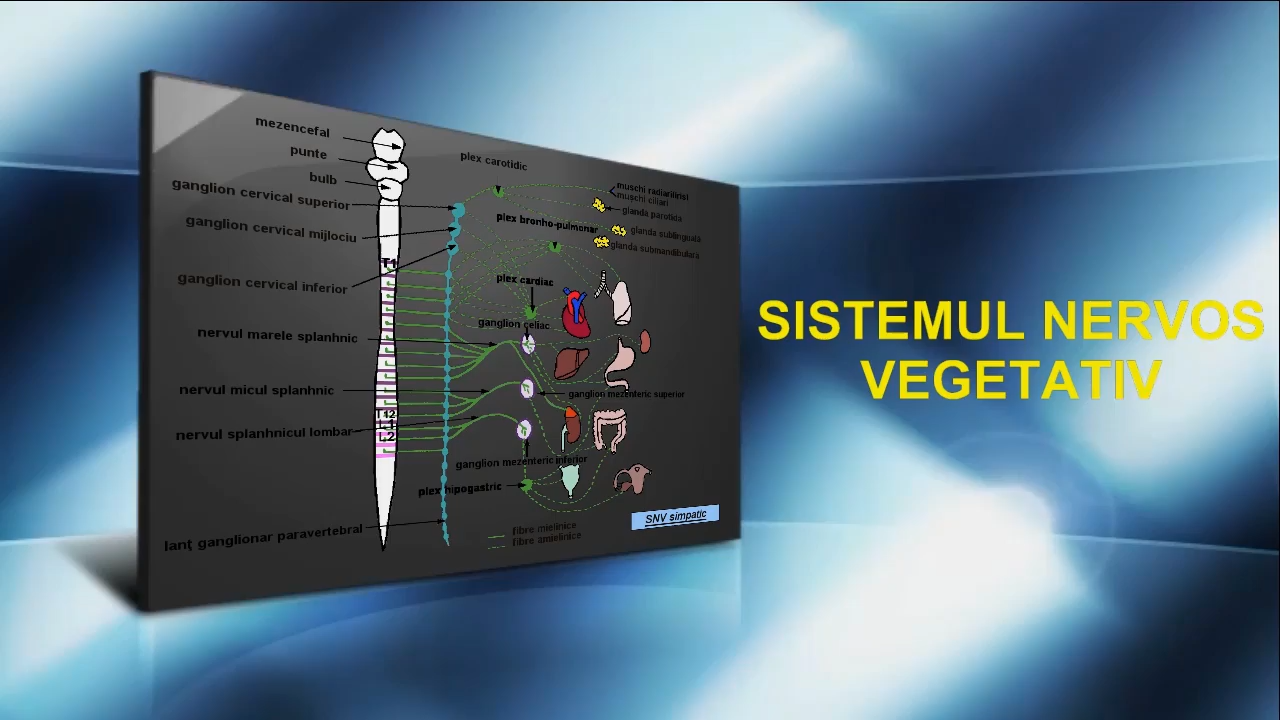 mezencefal
punte
bulb
ganglion cervical superior
ganglion cervical mijlociu
ganglion cervical inferior
nervul marele splanhnic
nervul micul splanhnic
nervul splanhnicul lombar
lanţ ganglionar paravertebral
T1
L2
plex carotidic
muschi ciliari
glanda parotida
plex bronho-pulmonar
glanda sublinguala
glanda submandibulara
plex cardiac
ganglion celiac
ganglion mezenteric superior
ganglion mezenteric inferior
plex hipogastric
SNV simpatic
fibre mielinice
fibre amielinice
SISTEMUL NERVOS
VEGETATIV